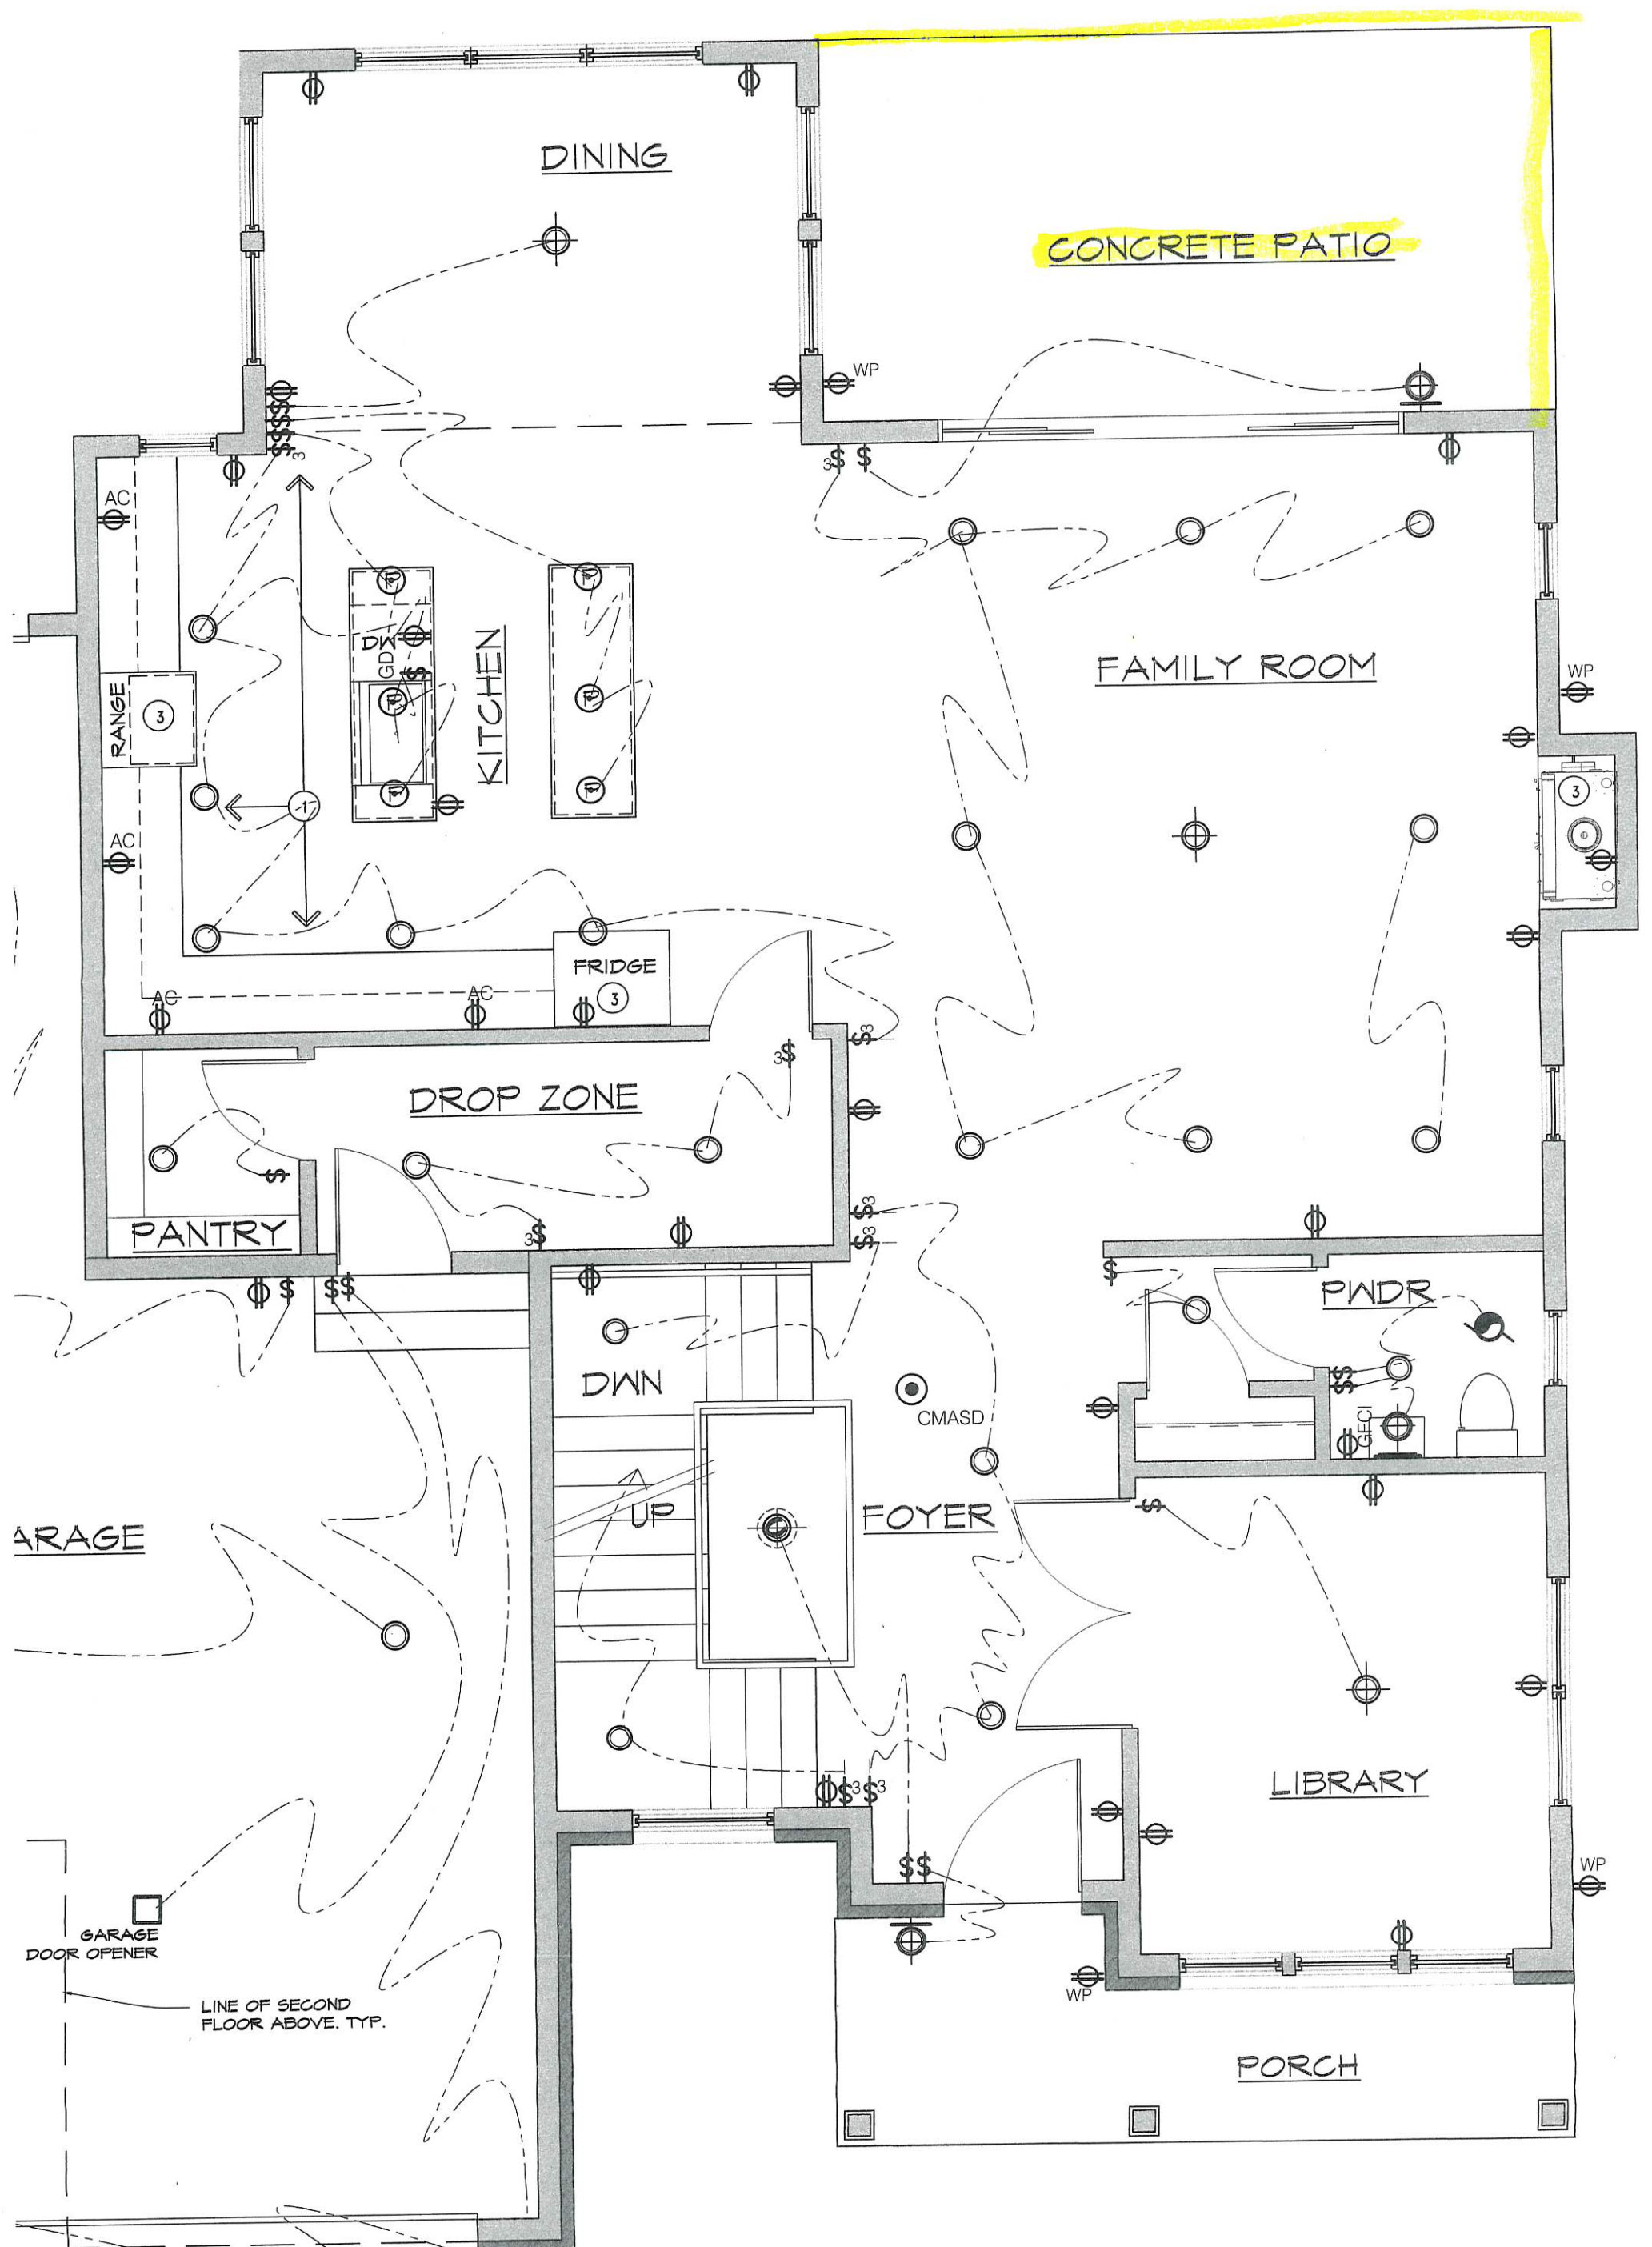 DINING
CONCRETE PATIO
WP
$$$$
3
3$ $
AC
DW
GD
$
KITCHEN
FAMILY ROOM
WP
RANGE
3
1
3
AC
FRIDGE
3
AC
AC
$3
3$
DROP ZONE
$
PANTRY
3$
$3
$3
$
$$
$
PWDR
DWN
CMASD
$$
GFCI
UP
FOYER
$
ARAGE
LIBRARY
$3 $3
$$
WP
GARAGE
DOOR OPENER
WP
LINE OF SECOND
FLOOR ABOVE. TYP.
PORCH